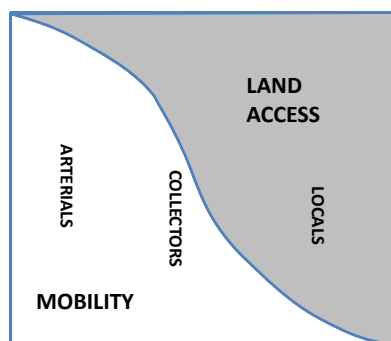 LAND
ACCESS
ARTERIALS
COLLECTORS
LOCALS
MOBILITY